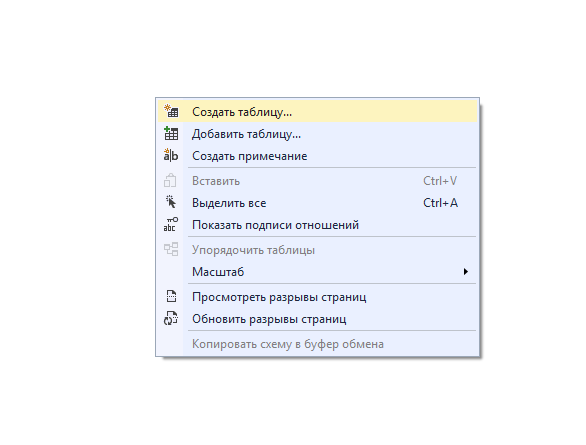 Создать таблицу...
Добавить таблицу...
a|b Создать примечание
Вставить Ctrl+V
Выделить все Ctrl+A
abc Показать подписи отношений
Упорядочить таблицы
Масштаб
Просмотреть разрывы страниц
Обновить разрывы страниц
Копировать схему в буфер обмена